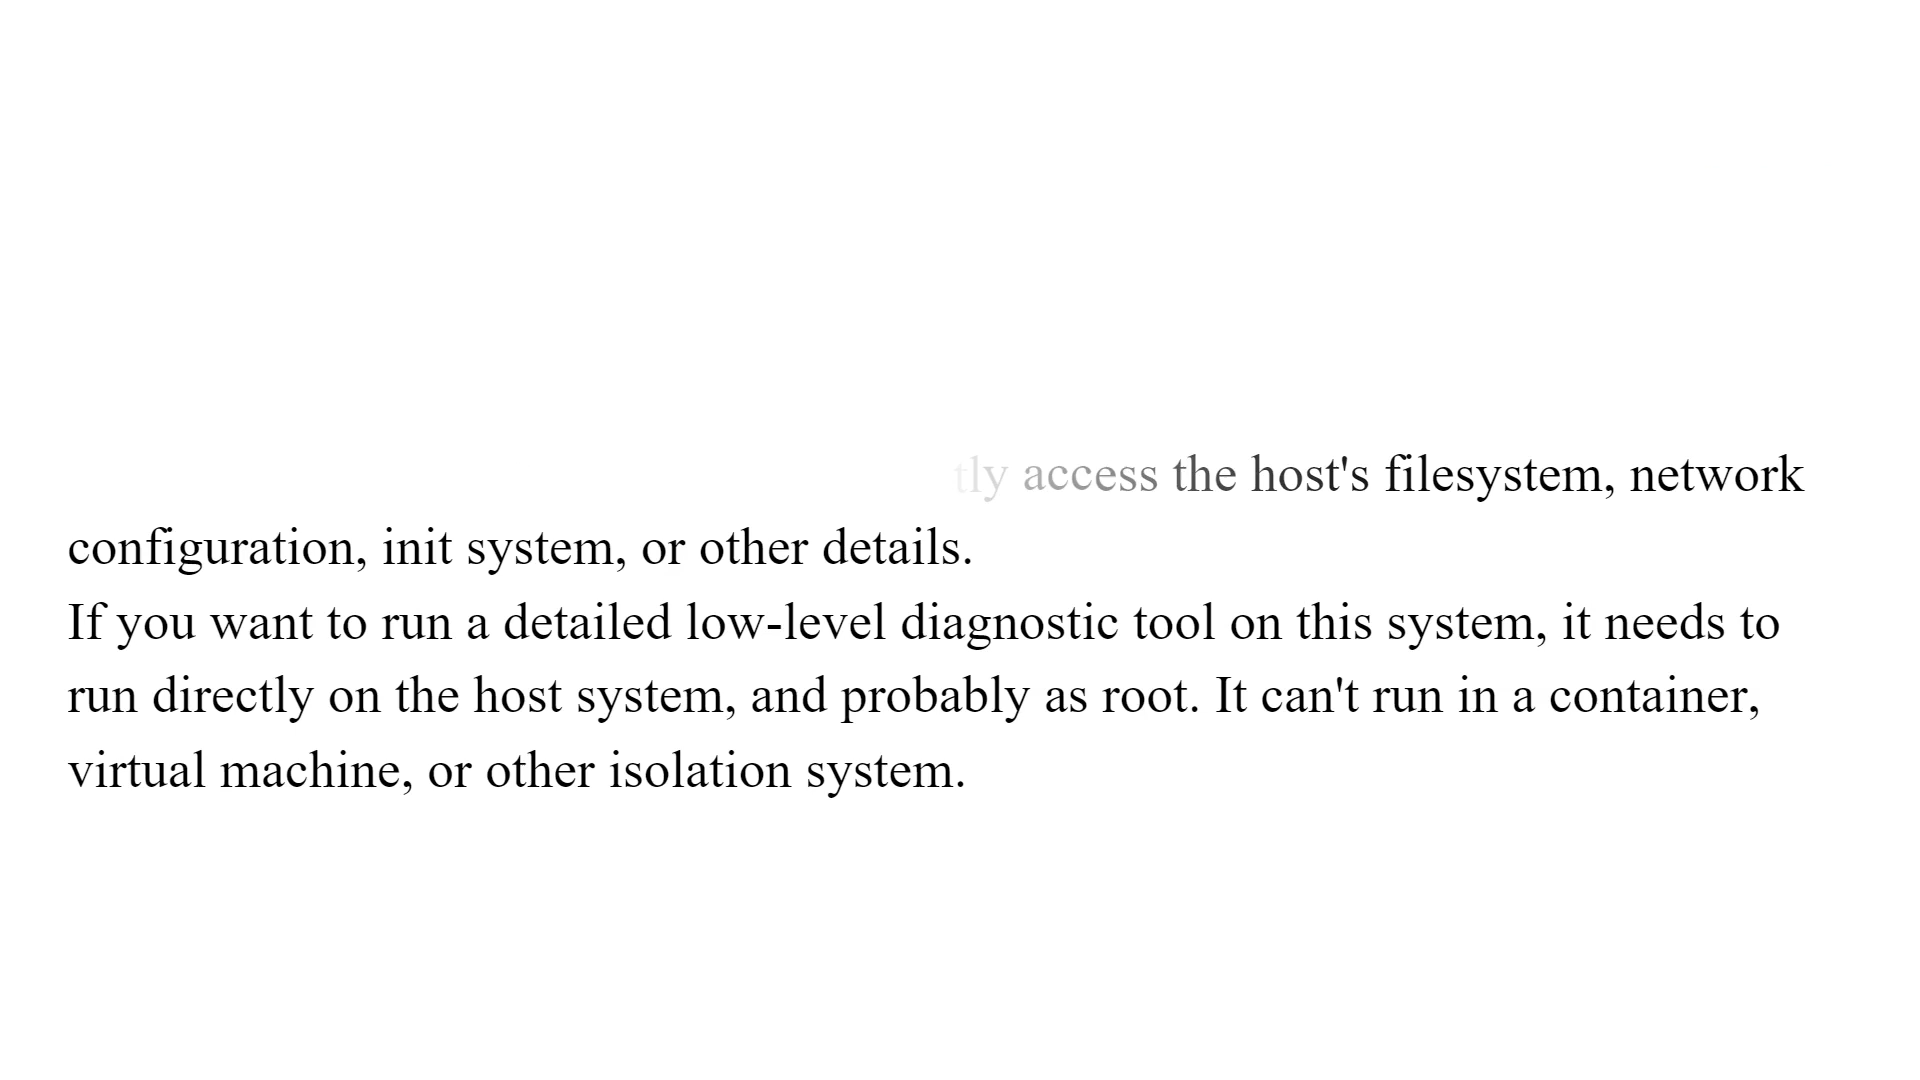 access the host's filesystem, network
configuration, init system, or other details.
If you want to run a detailed low-level diagnostic tool on this system, it needs to
run directly on the host system, and probably as root. It can't run in a container,
virtual machine, or other isolation system.